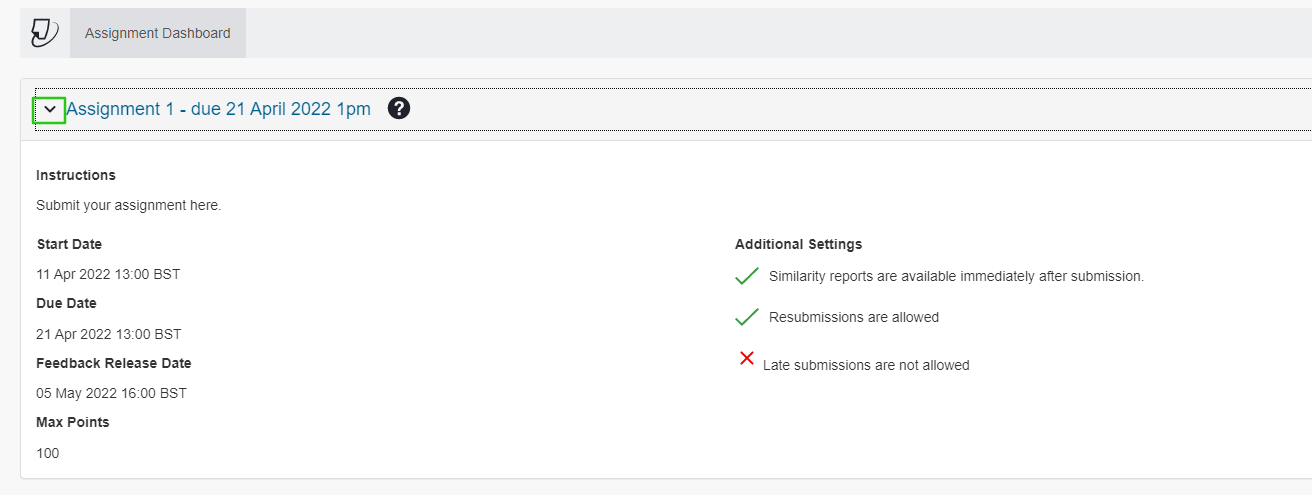 Assignment Dashboard
Assignment 1 - due 21 April 2022 1pm ?
Instructions
Submit your assignment here.
Start Date
11 Apr 2022 13:00 BST
Due Date
21 Apr 2022 13:00 BST
Feedback Release Date
05 May 2022 16:00 BST
Max Points
100
Additional Settings
Similarity reports are available immediately after submission.
Resubmissions are allowed
Late submissions are not allowed